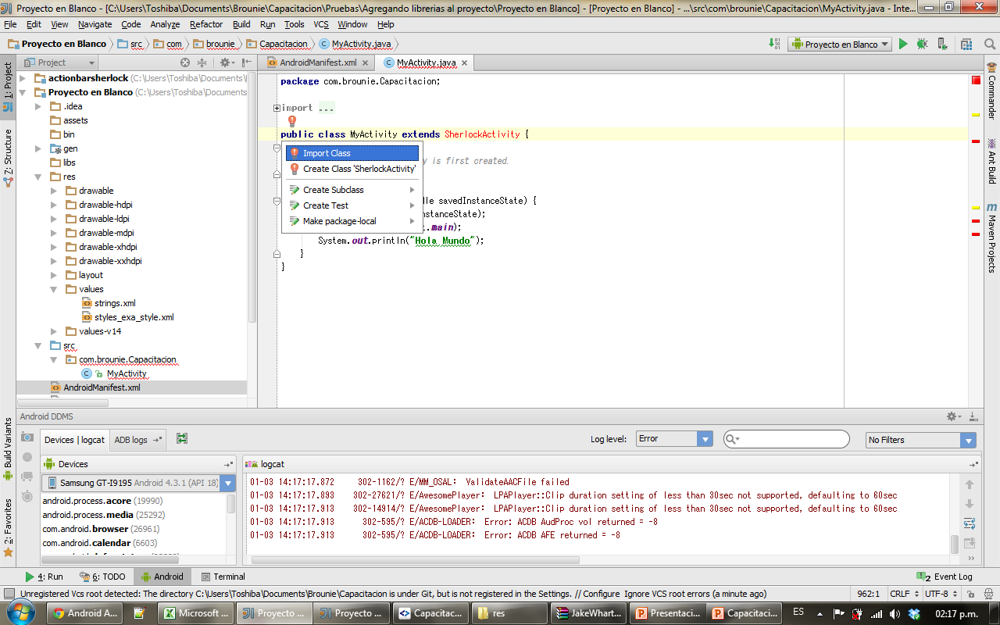 Proyecto en Blanco - [C:\Users\Toshiba\Documents\Brounie\Capacitacion\Pruebas\Agregando librerias al proyecto\Proyecto en Blanco] - [Proyecto en Blanco] - ...\src\com\brounie\Capacitacion\MyActivity.java - Inte...
File Edit View Navigate Code Analyze Refactor Build Run Tools VCS Window Help
Proyecto en Blanco src com brounie Capacitacion MyActivity.java
Proyecto en Blanco
1: Project
Z: Structure
Build Variants
2: Favorites
Project
AndroidManifest.xml
MyActivity.java
actionbarsherlock (C:\Users\Toshiba\Documents\
Proyecto en Blanco (C:\Users\Toshiba\Documents
.idea
assets
bin
gen
libs
res
drawable
drawable-hdpi
drawable-ldpi
drawable-mdpi
drawable-xhdpi
drawable-xxhdpi
layout
values
strings.xml
styles_exa_style.xml
values-v14
src
com.brounie.Capacitacion
MyActivity
AndroidManifest.xml
package com.brounie.Capacitacion;
import ...
public class MyActivity extends SherlockActivity {
Import Class
y is first created.
Create Class 'SherlockActivity'
Create Subclass
dle savedInstanceState) {
Create Test
nstanceState);
Make package-local
.main);
System.out.println("Hola Mundo");
}
}
Commander
Ant Build
m Maven Projects
Android DDMS
Devices | logcat
ADB logs
Log level:
Error
No Filters
Devices
Samsung GT-I9195 Android 4.3.1 (API 18)
android.process.acore (19990)
android.process.media (25292)
com.android.browser (26961)
com.android.calendar (6603)
logcat
01-03 14:17:17.872 302-1162/? E/MM_OSAL: ValidateAACFile failed
01-03 14:17:17.893 302-27621/? E/AwesomePlayer: LPAPlayer::Clip duration setting of less than 30sec not supported, defaulting to 60sec
01-03 14:17:17.913 302-14914/? E/AwesomePlayer: LPAPlayer::Clip duration setting of less than 30sec not supported, defaulting to 60sec
01-03 14:17:17.913 302-595/? E/ACDB-LOADER: Error: ACDB AudProc vol returned = -8
01-03 14:17:17.913 302-595/? E/ACDB-LOADER: Error: ACDB AFE returned = -8
4: Run
6: TODO
Android
Terminal
2 Event Log
Unregistered Vcs root detected: The directory C:\Users\Toshiba\Documents\Brounie\Capacitacion is under Git, but is not registered in the Settings. // Configure Ignore VCS root errors (a minute ago)
962:1 CRLF UTF-8
Android A...
Microsoft ...
Proyecto ...
Proyecto ...
Capacitac...
res
JakeWhart...
Presentaci...
Capacitaci...
ES
02:17 p.m.